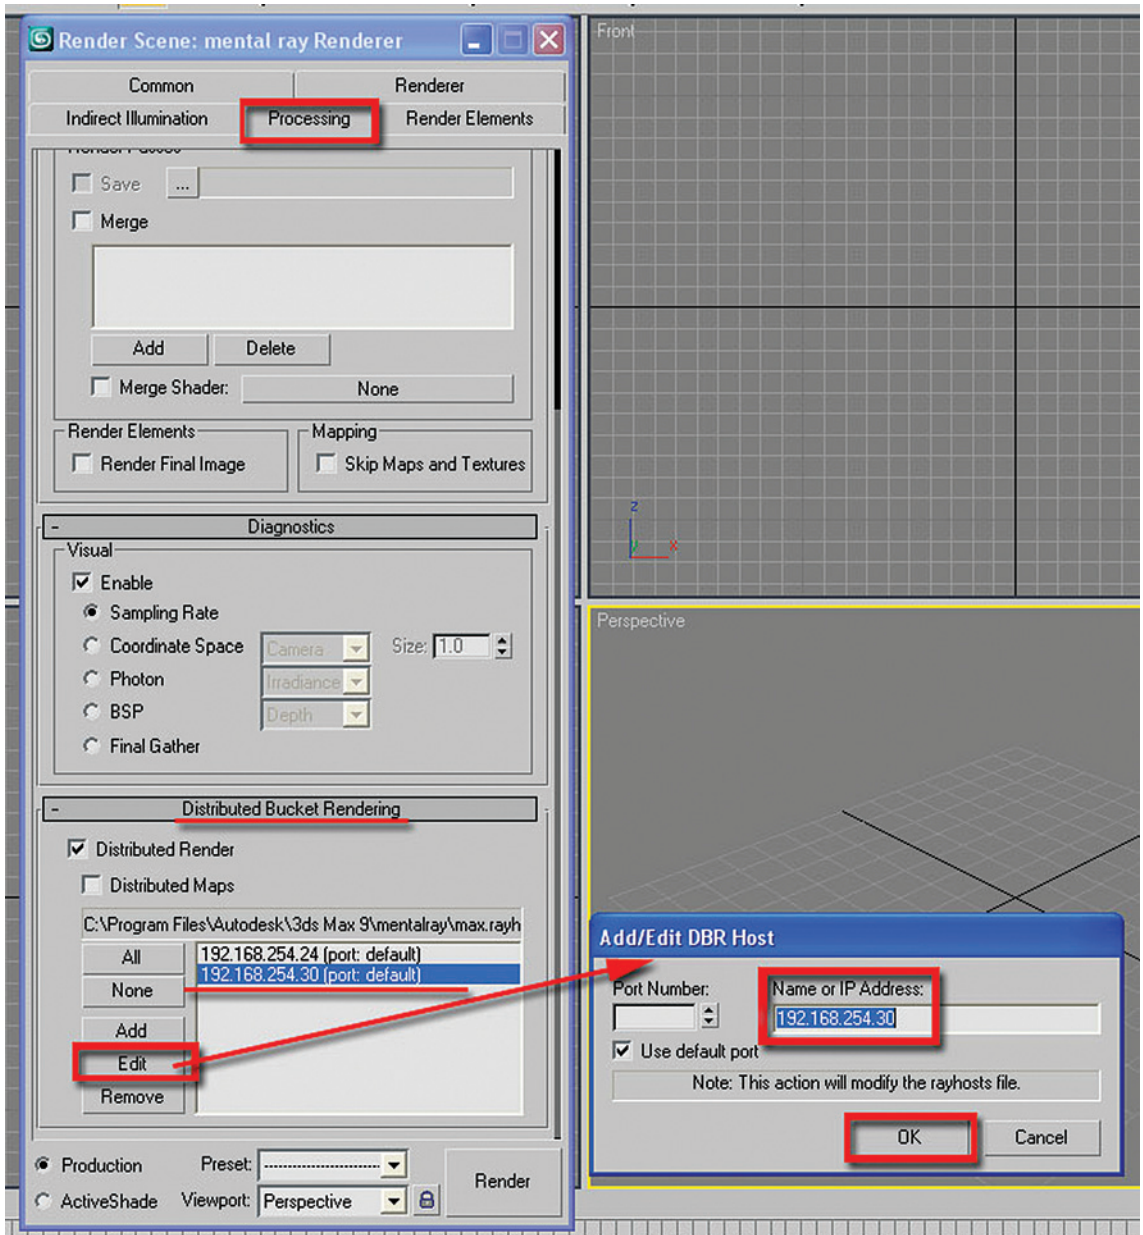 Render Scene: mental ray Renderer
Common Renderer
Indirect Illumination Processing Render Elements
Render Passes
Save ...
Merge
Add Delete
Merge Shader: None
Render Elements Mapping
Render Final Image Skip Maps and Textures
- Diagnostics
Visual
Enable
Sampling Rate
Coordinate Space Camera Size: 1.0
Photon Irradiance
BSP Depth
Final Gather
- Distributed Bucket Rendering
Distributed Render
Distributed Maps
C:\Program Files\Autodesk\3ds Max 9\mentalray\max.rayh
All
None
Add
Edit
Remove
192.168.254.24 (port: default)
192.168.254.30 (port: default)
Production Preset: -----------------------
ActiveShade Viewport: Perspective
Render
Front
z
y x
Perspective
Add/Edit DBR Host
Port Number: Name or IP Address:
192.168.254.30
Use default port
Note: This action will modify the rayhosts file.
OK Cancel